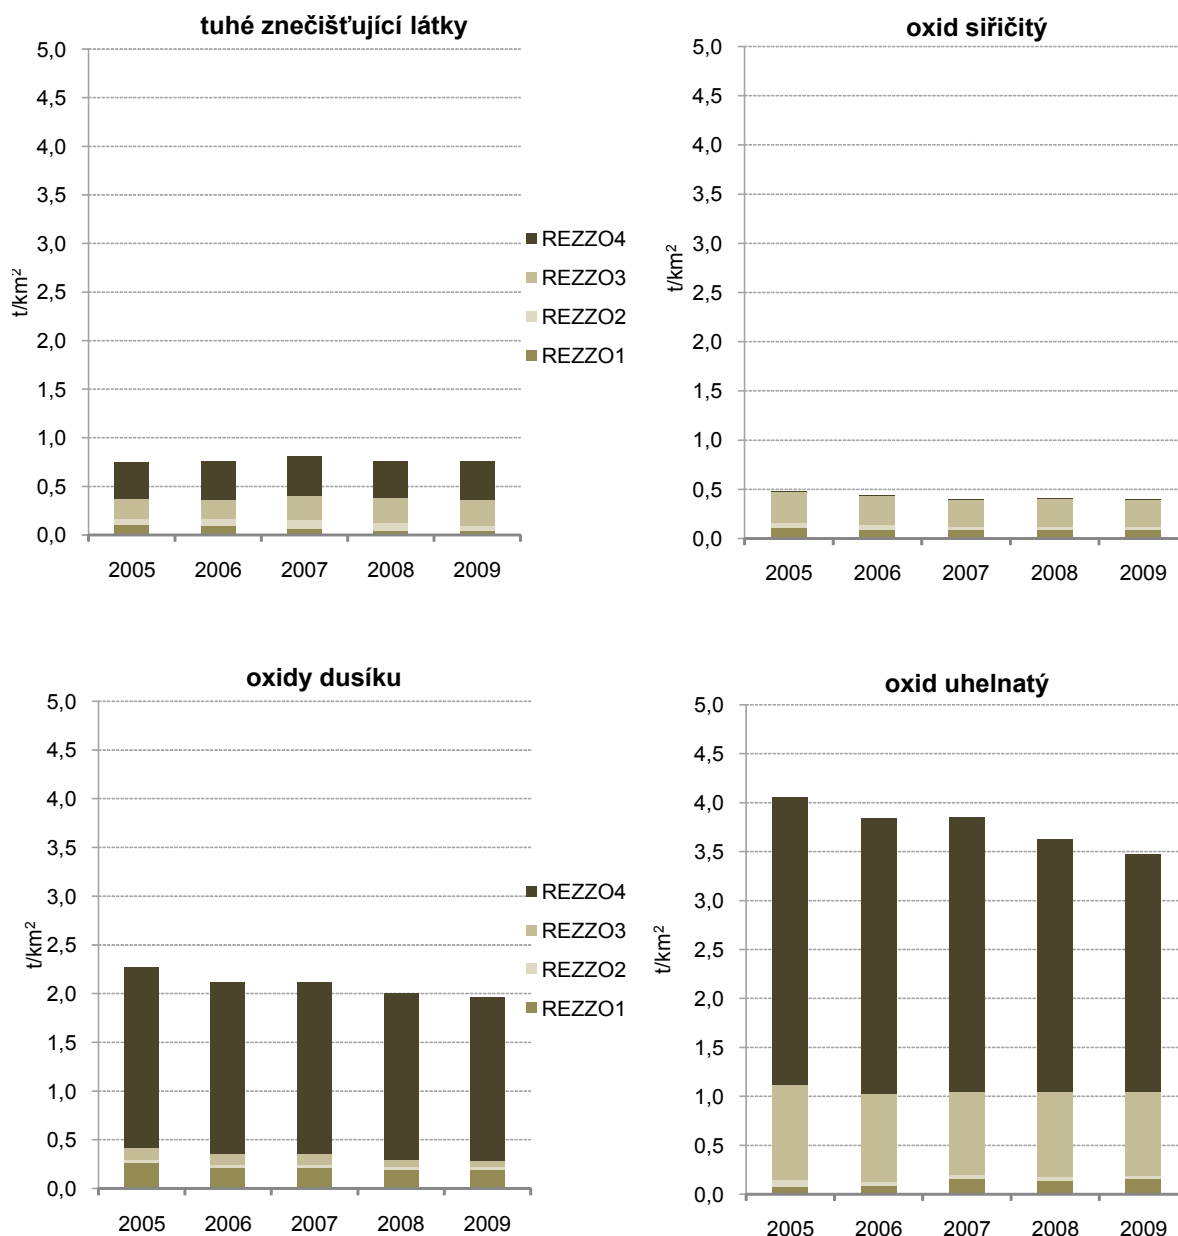 tuhé znečišťující látky
5,0
4,5
4,0
3,5
3,0
2,5
2,0
1,5
1,0
0,5
0,0
t/km²
2005 2006 2007 2008 2009
REZZO4
REZZO3
REZZO2
REZZO1
oxid siřičitý
5,0
4,5
4,0
3,5
3,0
2,5
2,0
1,5
1,0
0,5
0,0
t/km²
2005 2006 2007 2008 2009
oxidy dusíku
5,0
4,5
4,0
3,5
3,0
2,5
2,0
1,5
1,0
0,5
0,0
t/km²
2005 2006 2007 2008 2009
REZZO4
REZZO3
REZZO2
REZZO1
oxid uhelnatý
5,0
4,5
4,0
3,5
3,0
2,5
2,0
1,5
1,0
0,5
0,0
t/km²
2005 2006 2007 2008 2009